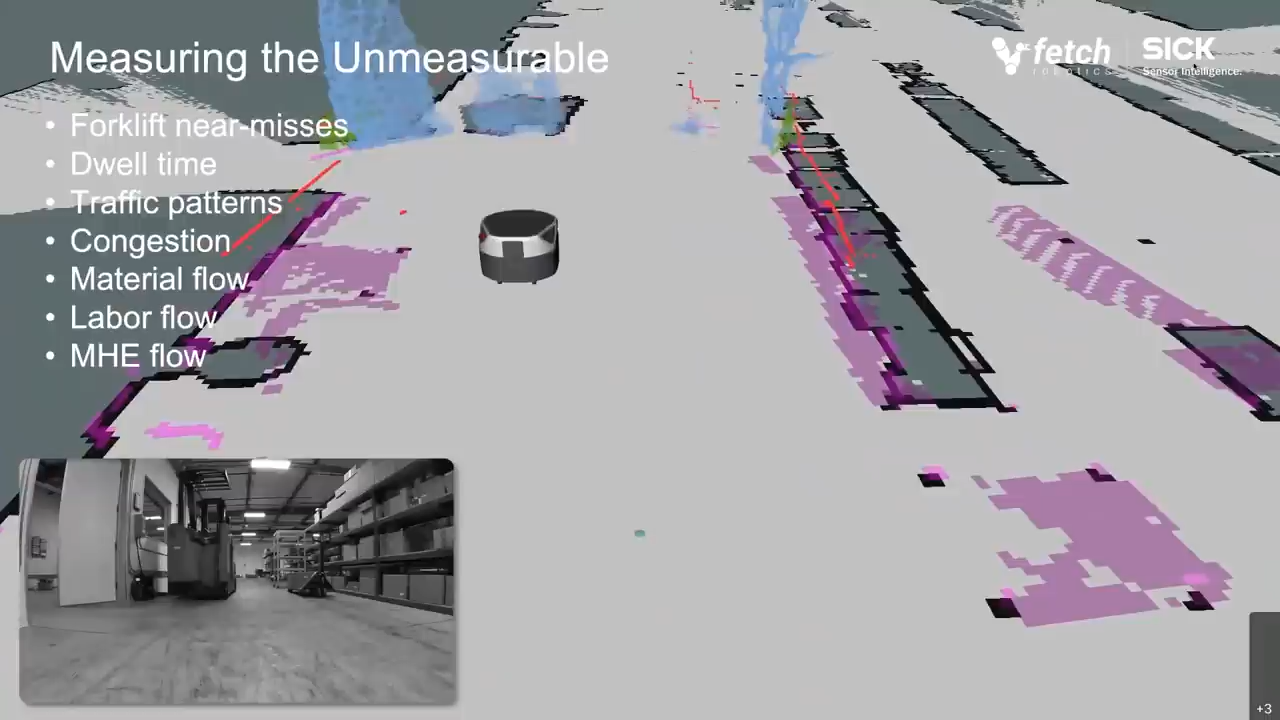 Measuring the Unmeasurable
fetch
robotics
SICK
Sensor Intelligence.
• Forklift near-misses
• Dwell time
• Traffic patterns
• Congestion
• Material flow
• Labor flow
• MHE flow
+3